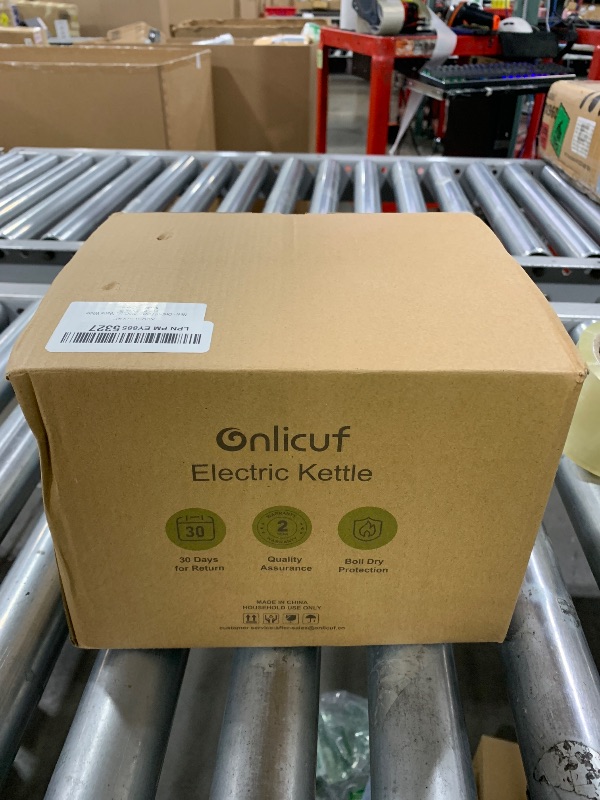 LPN PM EY665 5327
Onlicuf
Electric Kettle
30
2
30 Days
for Return
Quality
Assurance
Boil Dry
Protection
MADE IN CHINA
HOUSEHOLD USE ONLY